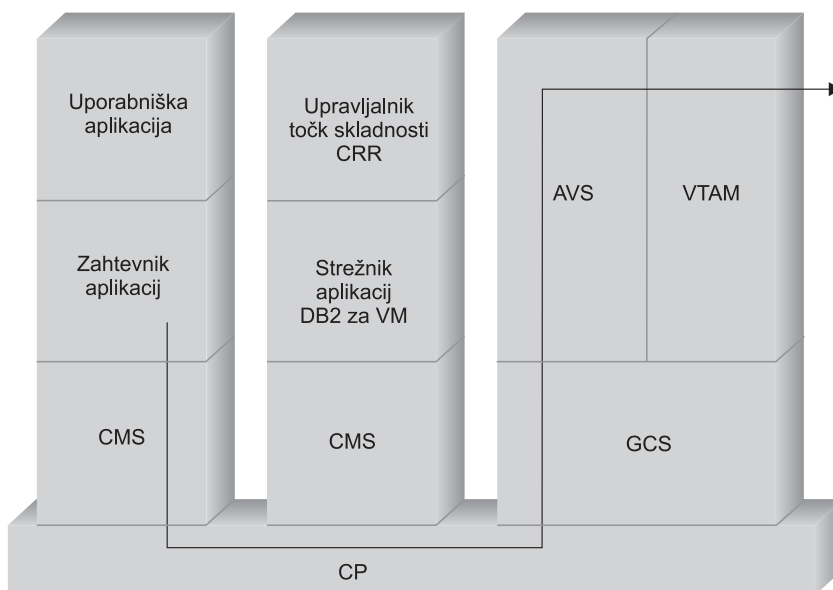 Uporabniška
aplikacija
Zahtevnik
aplikacij
CMS
Upravljalnik
točk skladnosti
CRR
Strežnik
aplikacij
DB2 za VM
CMS
AVS
VTAM
GCS
CP